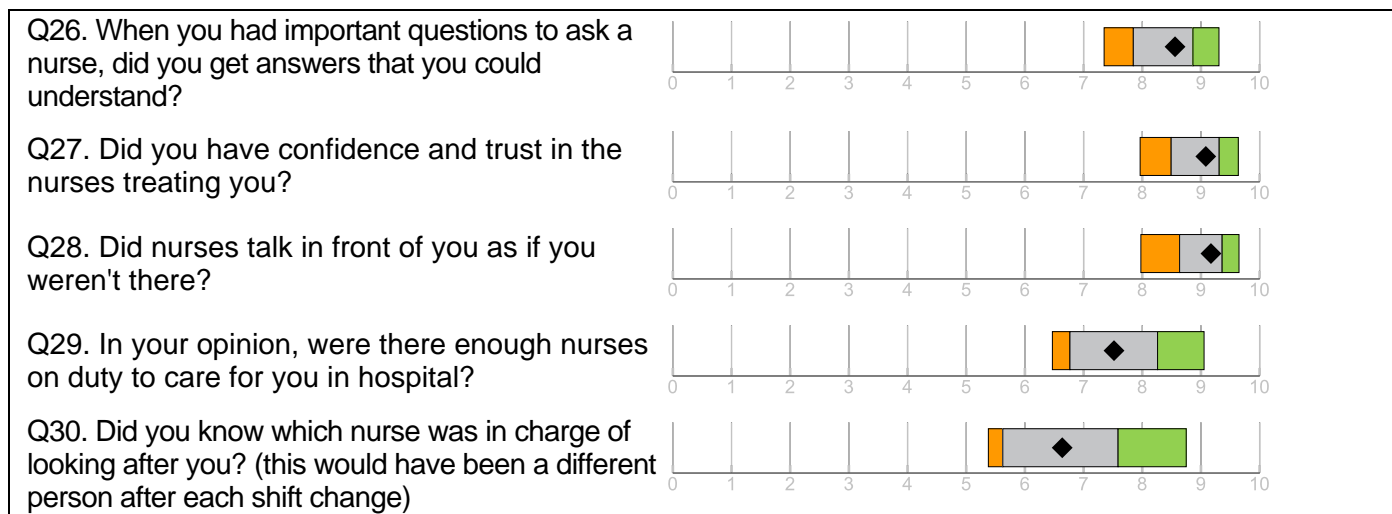 Q26. When you had important questions to ask a
nurse, did you get answers that you could
understand?
0 1 2 3 4 5 6 7 8 9 10
Q27. Did you have confidence and trust in the
nurses treating you?
0 1 2 3 4 5 6 7 8 9 10
Q28. Did nurses talk in front of you as if you
weren't there?
0 1 2 3 4 5 6 7 8 9 10
Q29. In your opinion, were there enough nurses
on duty to care for you in hospital?
0 1 2 3 4 5 6 7 8 9 10
Q30. Did you know which nurse was in charge of
looking after you? (this would have been a different
person after each shift change)
0 1 2 3 4 5 6 7 8 9 10